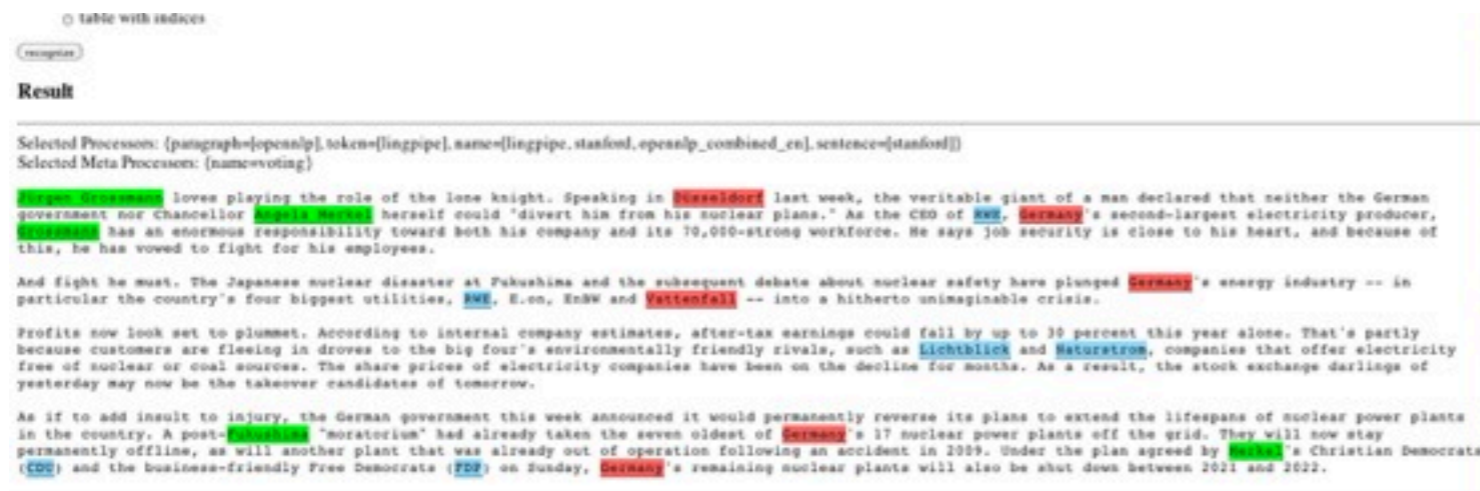 table with indices
recognize
Result
Selected Processors: {paragraph=[opennlp], token=[lingpipe], name=[lingpipe, stanford, opennlp_combined_en], sentence=[stanford]}
Selected Meta Processors: {name=voting}
Jürgen Grossmann loves playing the role of the lone knight. Speaking in Düsseldorf last week, the veritable giant of a man declared that neither the German
government nor Chancellor Angela Merkel herself could "divert him from his nuclear plans." As the CEO of RWE, Germany's second-largest electricity producer,
Grossmann has an enormous responsibility toward both his company and its 70,000-strong workforce. He says job security is close to his heart, and because of
this, he has vowed to fight for his employees.
And fight he must. The Japanese nuclear disaster at Fukushima and the subsequent debate about nuclear safety have plunged Germany's energy industry -- in
particular the country's four biggest utilities, RWE, E.on, EnBW and Vattenfall -- into a hitherto unimaginable crisis.
Profits now look set to plummet. According to internal company estimates, after-tax earnings could fall by up to 30 percent this year alone. That's partly
because customers are fleeing in droves to the big four's environmentally friendly rivals, such as Lichtblick and Naturstrom, companies that offer electricity
free of nuclear or coal sources. The share prices of electricity companies have been on the decline for months. As a result, the stock exchange darlings of
yesterday may now be the takeover candidates of tomorrow.
As if to add insult to injury, the German government this week announced it would permanently reverse its plans to extend the lifespans of nuclear power plants
in the country. A post-Fukushima "moratorium" had already taken the seven oldest of Germany's 17 nuclear power plants off the grid. They will now stay
permanently offline, as will another plant that was already out of operation following an accident in 2009. Under the plan agreed by Merkel's Christian Democrats
(CDU) and the business-friendly Free Democrats (FDP) on Sunday, Germany's remaining nuclear plants will also be shut down between 2021 and 2022.